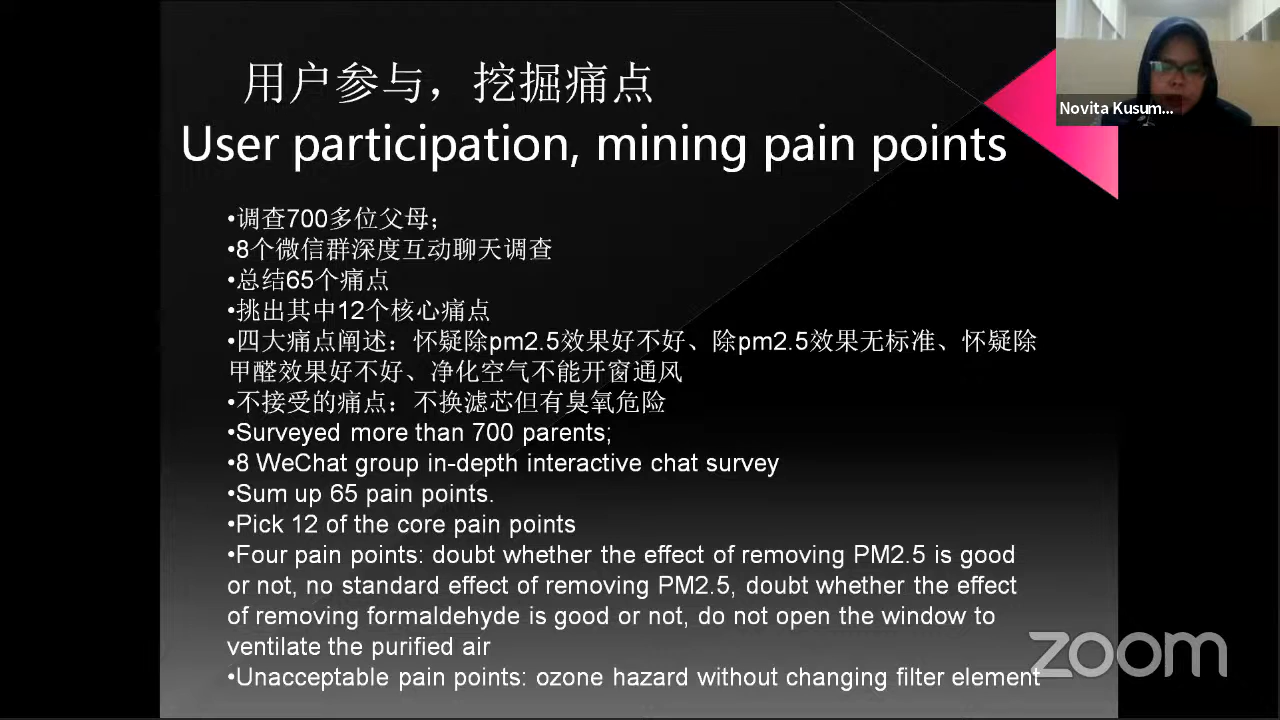 用户参与，挖掘痛点
User participation, mining pain points
Novita Kusum...
•调查700多位父母；
•8个微信群深度互动聊天调查
•总结65个痛点
•挑出其中12个核心痛点
•四大痛点阐述：怀疑除pm2.5效果好不好、除pm2.5效果无标准、怀疑除
甲醛效果好不好、净化空气不能开窗通风
•不接受的痛点：不换滤芯但有臭氧危险
•Surveyed more than 700 parents;
•8 WeChat group in-depth interactive chat survey
•Sum up 65 pain points.
•Pick 12 of the core pain points
•Four pain points: doubt whether the effect of removing PM2.5 is good
or not, no standard effect of removing PM2.5, doubt whether the effect
of removing formaldehyde is good or not, do not open the window to
ventilate the purified air
•Unacceptable pain points: ozone hazard without changing filter element
zoom